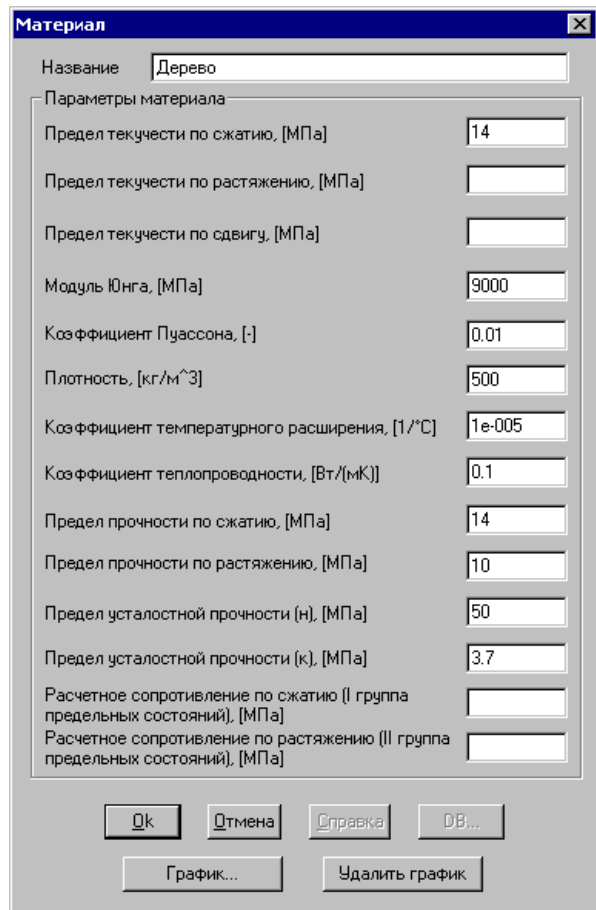 Материал
Название Дерево
Параметры материала
Предел текучести по сжатию, [МПа] 14
Предел текучести по растяжению, [МПа]
Предел текучести по сдвигу, [МПа]
Модуль Юнга, [МПа] 9000
Коэффициент Пуассона, [-] 0.01
Плотность, [кг/м^3] 500
Коэффициент температурного расширения, [1/°C] 1e-005
Коэффициент теплопроводности, [Вт/(мК)] 0.1
Предел прочности по сжатию, [МПа] 14
Предел прочности по растяжению, [МПа] 10
Предел усталостной прочности (н), [МПа] 50
Предел усталостной прочности (к), [МПа] 3.7
Расчетное сопротивление по сжатию (I группа
предельных состояний), [МПа]
Расчетное сопротивление по растяжению (II группа
предельных состояний), [МПа]
Ok Отмена Справка DB...
График... Удалить график